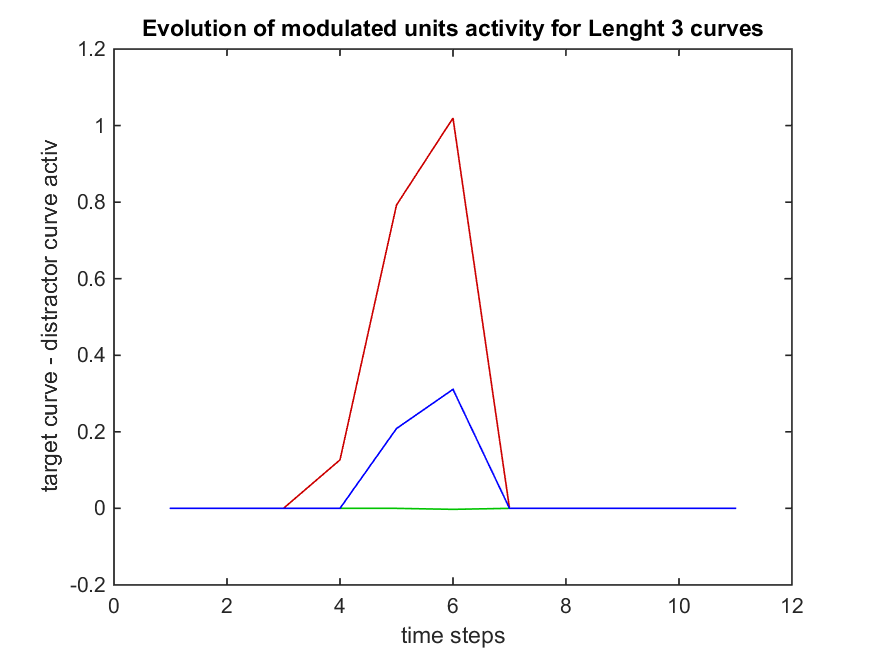 Evolution of modulated units activity for Lenght 3 curves
1.2
1
0.8
0.6
0.4
0.2
0
-0.2
target curve - distractor curve activ
0 2 4 6 8 10 12
time steps